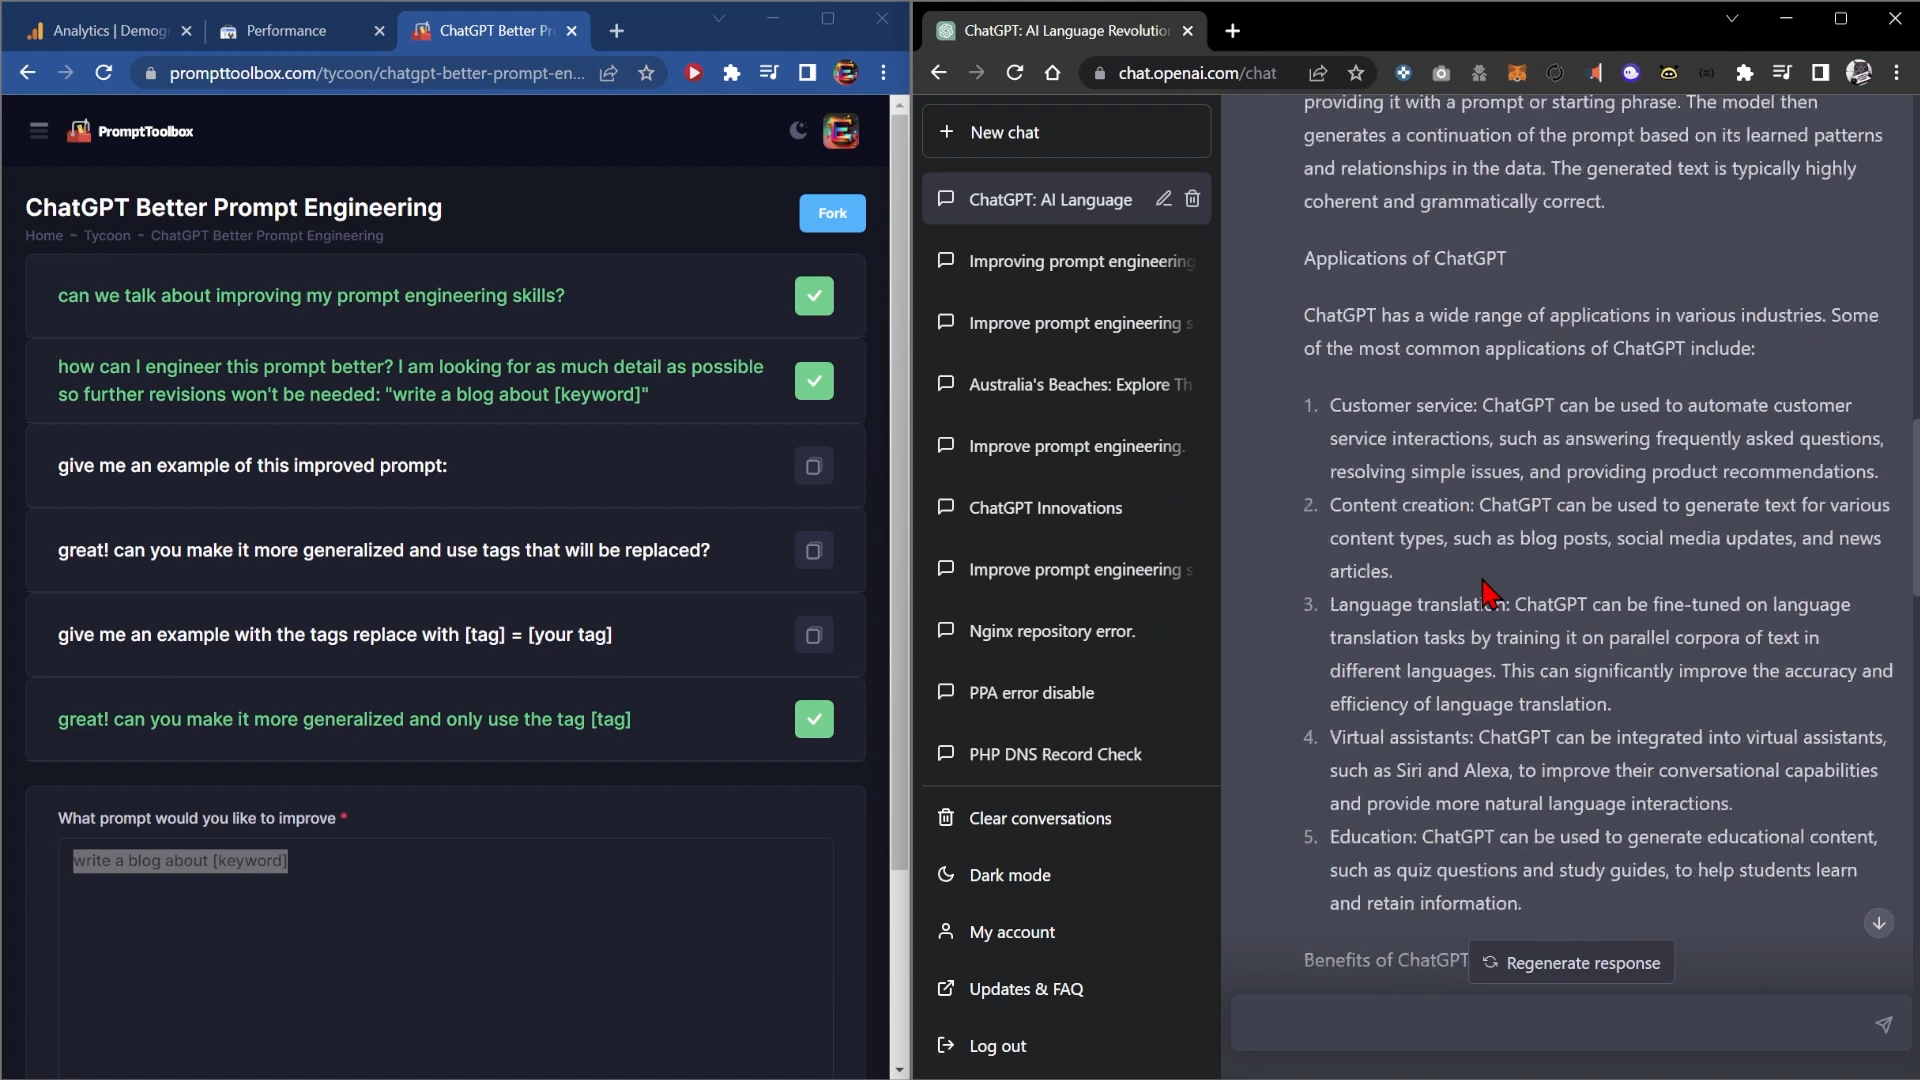 Analytics | Demog
Performance
ChatGPT Better Pr
prompttoolbox.com/tycoon/chatgpt-better-prompt-en...
PromptToolbox
ChatGPT Better Prompt Engineering
Fork
Home - Tycoon - ChatGPT Better Prompt Engineering
can we talk about improving my prompt engineering skills?
how can I engineer this prompt better? I am looking for as much detail as possible
so further revisions won't be needed: "write a blog about [keyword]"
give me an example of this improved prompt:
great! can you make it more generalized and use tags that will be replaced?
give me an example with the tags replace with [tag] = [your tag]
great! can you make it more generalized and only use the tag [tag]
What prompt would you like to improve *
write a blog about [keyword]
ChatGPT: AI Language Revolution
chat.openai.com/chat
New chat
ChatGPT: AI Language
Improving prompt engineering
Improve prompt engineering s
Australia's Beaches: Explore Th
Improve prompt engineering.
ChatGPT Innovations
Improve prompt engineering s
Nginx repository error.
PPA error disable
PHP DNS Record Check
Clear conversations
Dark mode
My account
Updates & FAQ
Log out
providing it with a prompt or starting phrase. The model then
generates a continuation of the prompt based on its learned patterns
and relationships in the data. The generated text is typically highly
coherent and grammatically correct.
Applications of ChatGPT
ChatGPT has a wide range of applications in various industries. Some
of the most common applications of ChatGPT include:
1. Customer service: ChatGPT can be used to automate customer
service interactions, such as answering frequently asked questions,
resolving simple issues, and providing product recommendations.
2. Content creation: ChatGPT can be used to generate text for various
content types, such as blog posts, social media updates, and news
articles.
3. Language translation: ChatGPT can be fine-tuned on language
translation tasks by training it on parallel corpora of text in
different languages. This can significantly improve the accuracy and
efficiency of language translation.
4. Virtual assistants: ChatGPT can be integrated into virtual assistants,
such as Siri and Alexa, to improve their conversational capabilities
and provide more natural language interactions.
5. Education: ChatGPT can be used to generate educational content,
such as quiz questions and study guides, to help students learn
and retain information.
Benefits of ChatGPT
Regenerate response